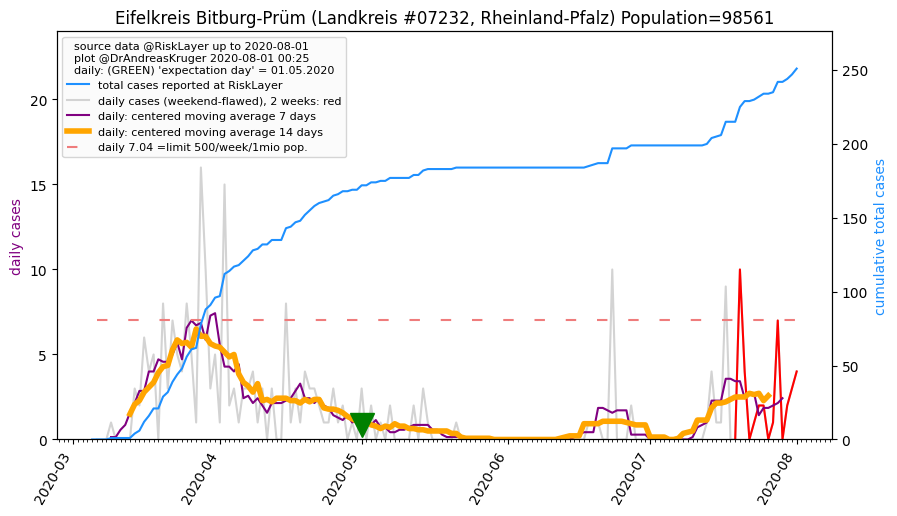 Eifelkreis Bitburg-Prüm (Landkreis #07232, Rheinland-Pfalz) Population=98561
source data @RiskLayer up to 2020-08-01
plot @DrAndreasKruger 2020-08-01 00:25
daily: (GREEN) 'expectation day' = 01.05.2020
total cases reported at RiskLayer
daily cases (weekend-flawed), 2 weeks: red
daily: centered moving average 7 days
daily: centered moving average 14 days
daily 7.04 =limit 500/week/1mio pop.
daily cases
20
15
10
5
0
cumulative total cases
250
200
150
100
50
0
2020-03
2020-04
2020-05
2020-06
2020-07
2020-08